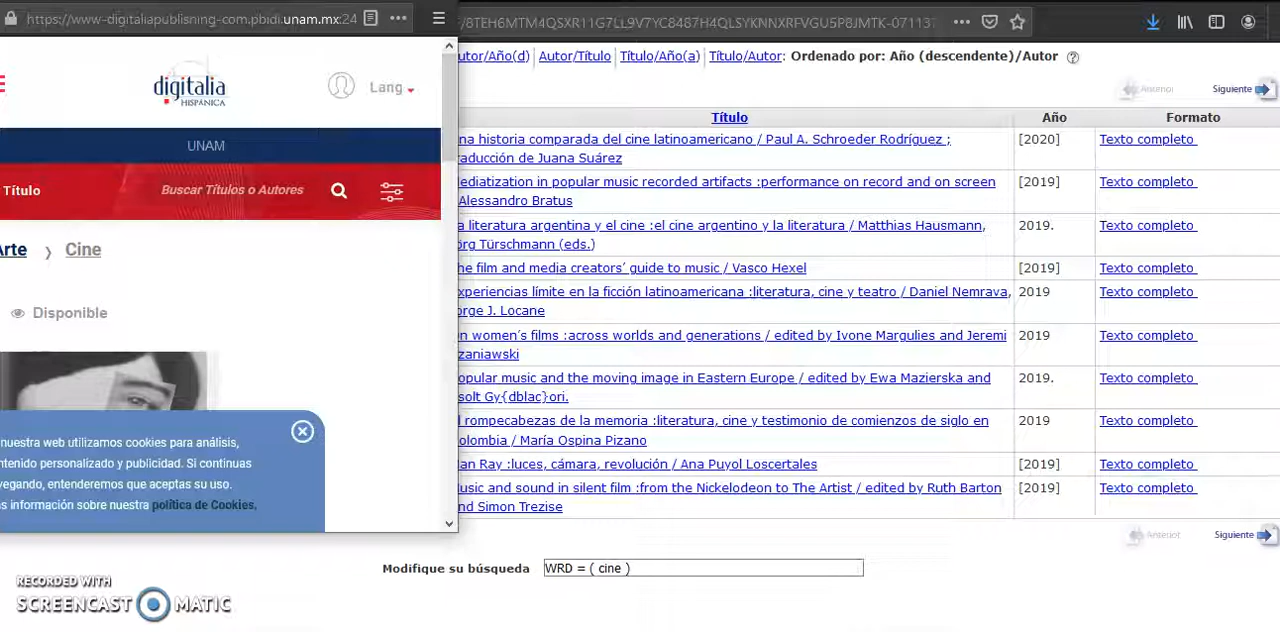 https://www-digitaliapublishing-com.pbidi.unam.mx:24
digitalia
HISPÁNICA
Lang
UNAM
Título
Buscar Títulos o Autores
Arte
Cine
Disponible
nuestra web utilizamos cookies para análisis,
ntenido personalizado y publicidad. Si continuas
vegando, entenderemos que aceptas su uso.
s información sobre nuestra política de Cookies.
RECORDED WITH
SCREENCAST MATIC
utor/Año(d) | Autor/Título | Título/Año(a) | Título/Autor: Ordenado por: Año (descendente)/Autor
Anterior
Siguiente
Título Año Formato
na historia comparada del cine latinoamericano / Paul A. Schroeder Rodríguez ; [2020] Texto completo
aducción de Juana Suárez
ediatization in popular music recorded artifacts :performance on record and on screen [2019] Texto completo
Alessandro Bratus
a literatura argentina y el cine :el cine argentino y la literatura / Matthias Hausmann, 2019. Texto completo
örg Türschmann (eds.)
he film and media creators' guide to music / Vasco Hexel [2019] Texto completo
xperiencias límite en la ficción latinoamericana :literatura, cine y teatro / Daniel Nemrava, 2019 Texto completo
orge J. Locane
n women's films :across worlds and generations / edited by Ivone Margulies and Jeremi 2019 Texto completo
zaniawski
opular music and the moving image in Eastern Europe / edited by Ewa Mazierska and 2019. Texto completo
solt Gy{dblac}ori.
l rompecabezas de la memoria :literatura, cine y testimonio de comienzos de siglo en 2019 Texto completo
olombia / María Ospina Pizano
an Ray :luces, cámara, revolución / Ana Puyol Loscertales [2019] Texto completo
usic and sound in silent film :from the Nickelodeon to The Artist / edited by Ruth Barton [2019] Texto completo
nd Simon Trezise
Anterior
Siguiente
Modifique su búsqueda WRD = ( cine )